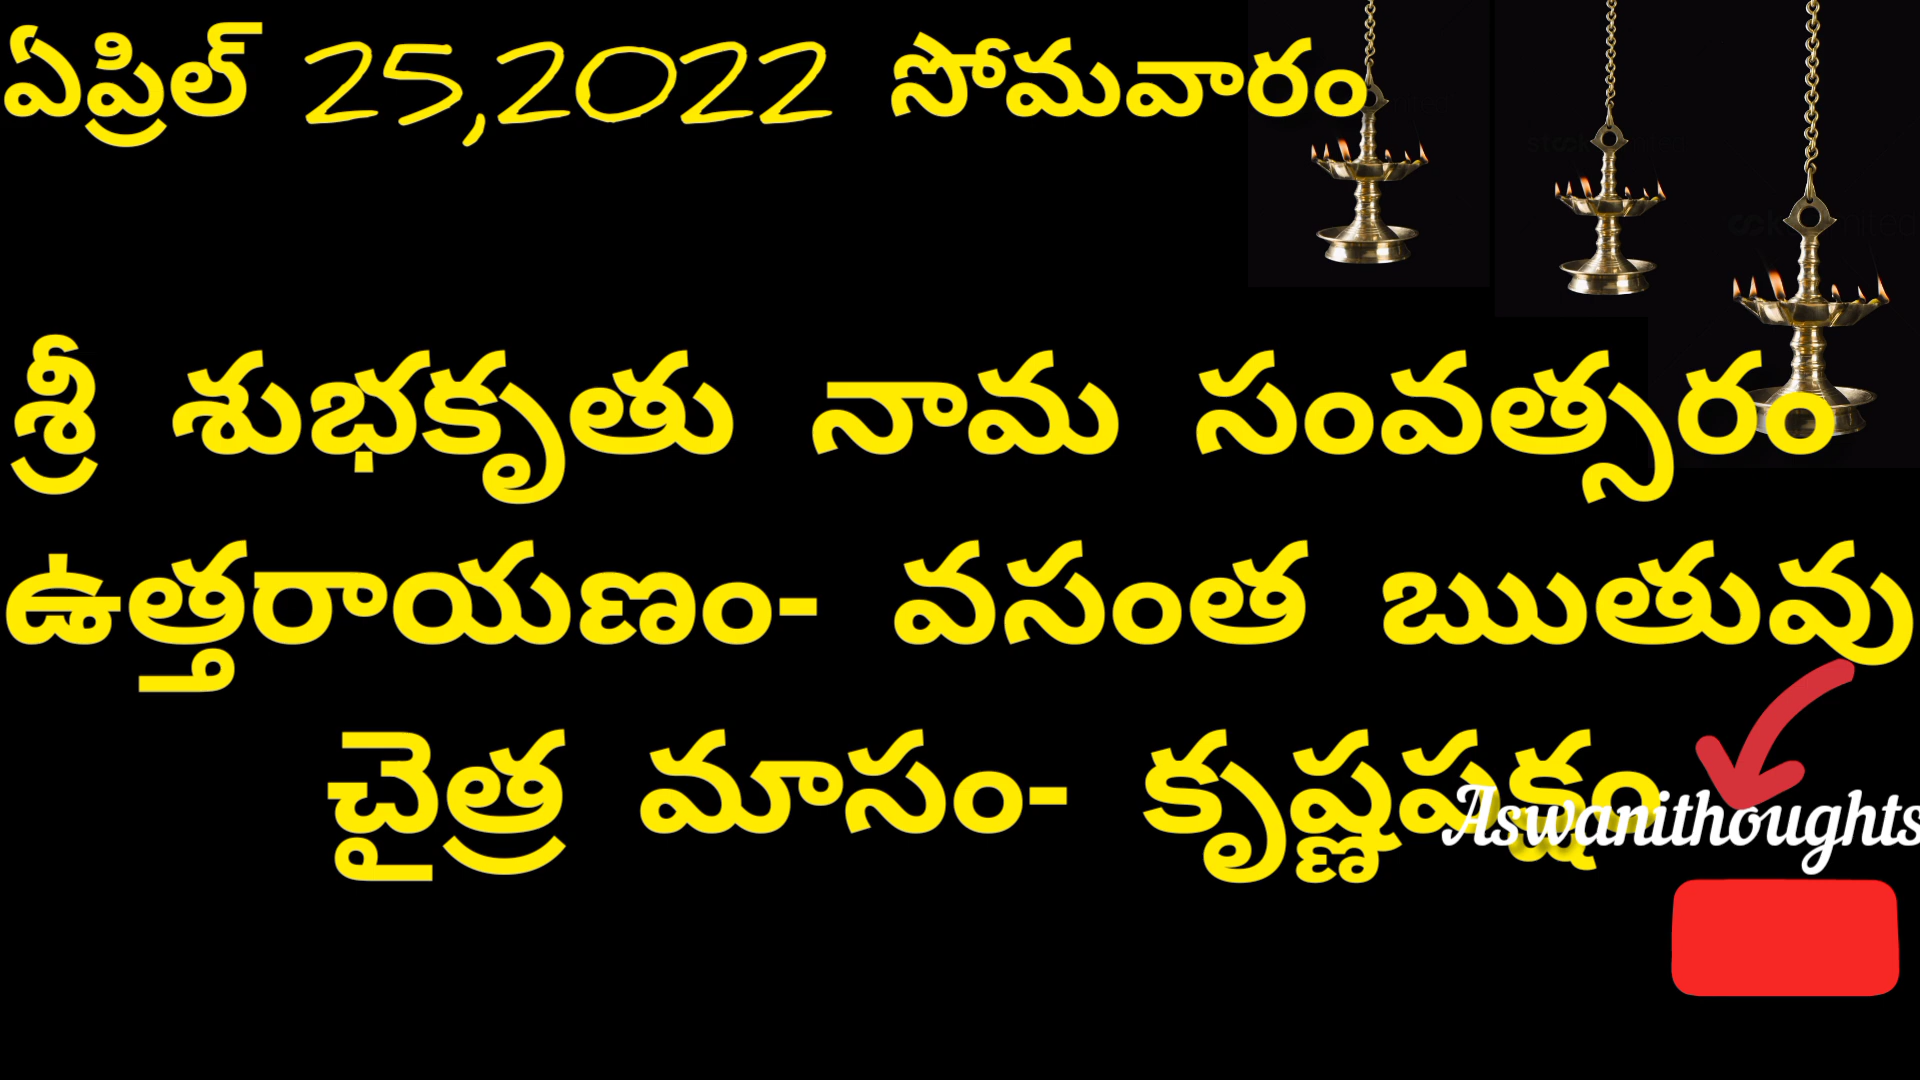 ఏప్రిల్ 25,2022 సోమవారం
శ్రీ శుభకృతు నామ సంవత్సరం
ఉత్తరాయణం- వసంత ఋతువు
చైత్ర మాసం- కృష్ణపక్షం
Aswanithoughts